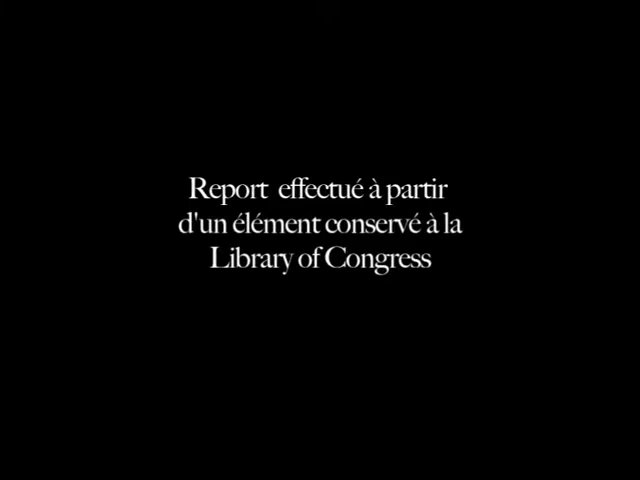 Report effectué à partir
d'un élément conservé à la
Library of Congress